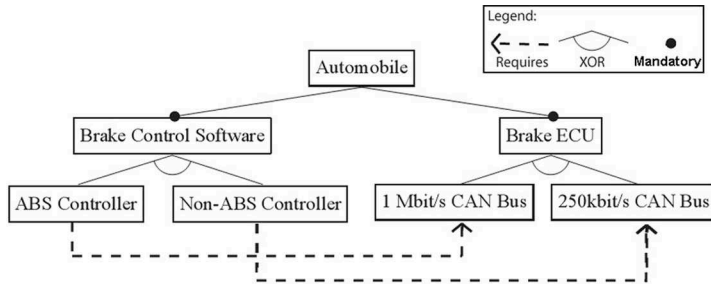 Legend:
Requires
XOR
Mandatory
Automobile
Brake Control Software
Brake ECU
ABS Controller
Non-ABS Controller
1 Mbit/s CAN Bus
250kbit/s CAN Bus